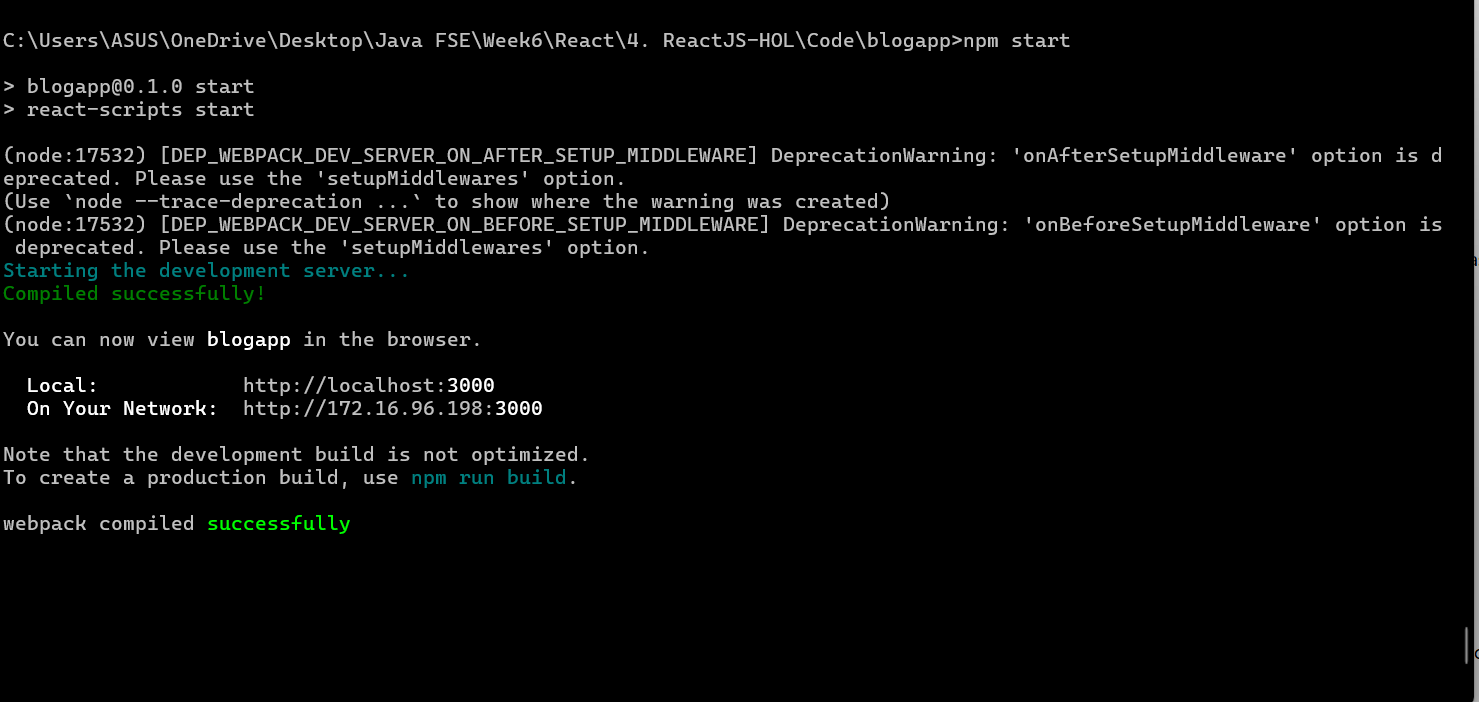 C:\Users\ASUS\OneDrive\Desktop\Java FSE\Week6\React\4. ReactJS-HOL\Code\blogapp>npm start
> blogapp@0.1.0 start
> react-scripts start
(node:17532) [DEP_WEBPACK_DEV_SERVER_ON_AFTER_SETUP_MIDDLEWARE] DeprecationWarning: 'onAfterSetupMiddleware' option is d
eprecated. Please use the 'setupMiddlewares' option.
(Use `node --trace-deprecation ...` to show where the warning was created)
(node:17532) [DEP_WEBPACK_DEV_SERVER_ON_BEFORE_SETUP_MIDDLEWARE] DeprecationWarning: 'onBeforeSetupMiddleware' option is
 deprecated. Please use the 'setupMiddlewares' option.
Starting the development server...
Compiled successfully!
You can now view blogapp in the browser.
  Local:            http://localhost:3000
  On Your Network:  http://172.16.96.198:3000
Note that the development build is not optimized.
To create a production build, use npm run build.
webpack compiled successfully